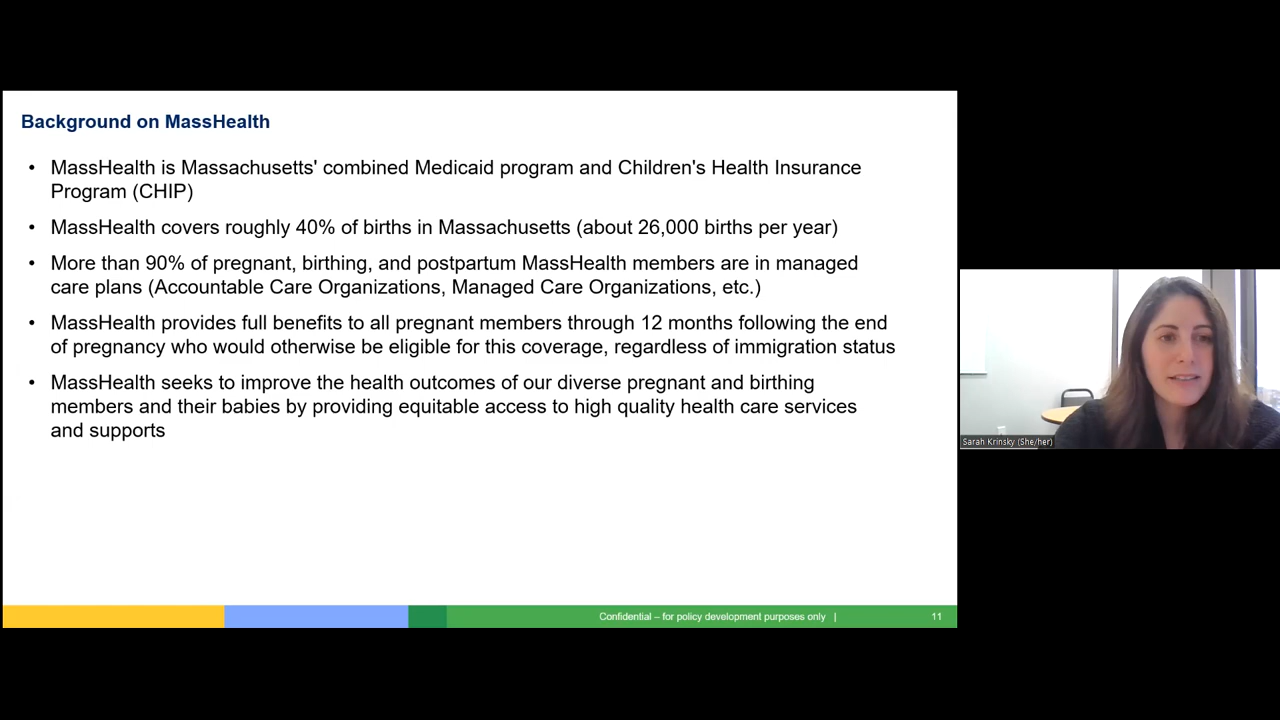 Background on MassHealth
• MassHealth is Massachusetts' combined Medicaid program and Children's Health Insurance
Program (CHIP)
• MassHealth covers roughly 40% of births in Massachusetts (about 26,000 births per year)
• More than 90% of pregnant, birthing, and postpartum MassHealth members are in managed
care plans (Accountable Care Organizations, Managed Care Organizations, etc.)
• MassHealth provides full benefits to all pregnant members through 12 months following the end
of pregnancy who would otherwise be eligible for this coverage, regardless of immigration status
• MassHealth seeks to improve the health outcomes of our diverse pregnant and birthing
members and their babies by providing equitable access to high quality health care services
and supports
Confidential – for policy development purposes only | 11
Sarah Krinsky (She/her)